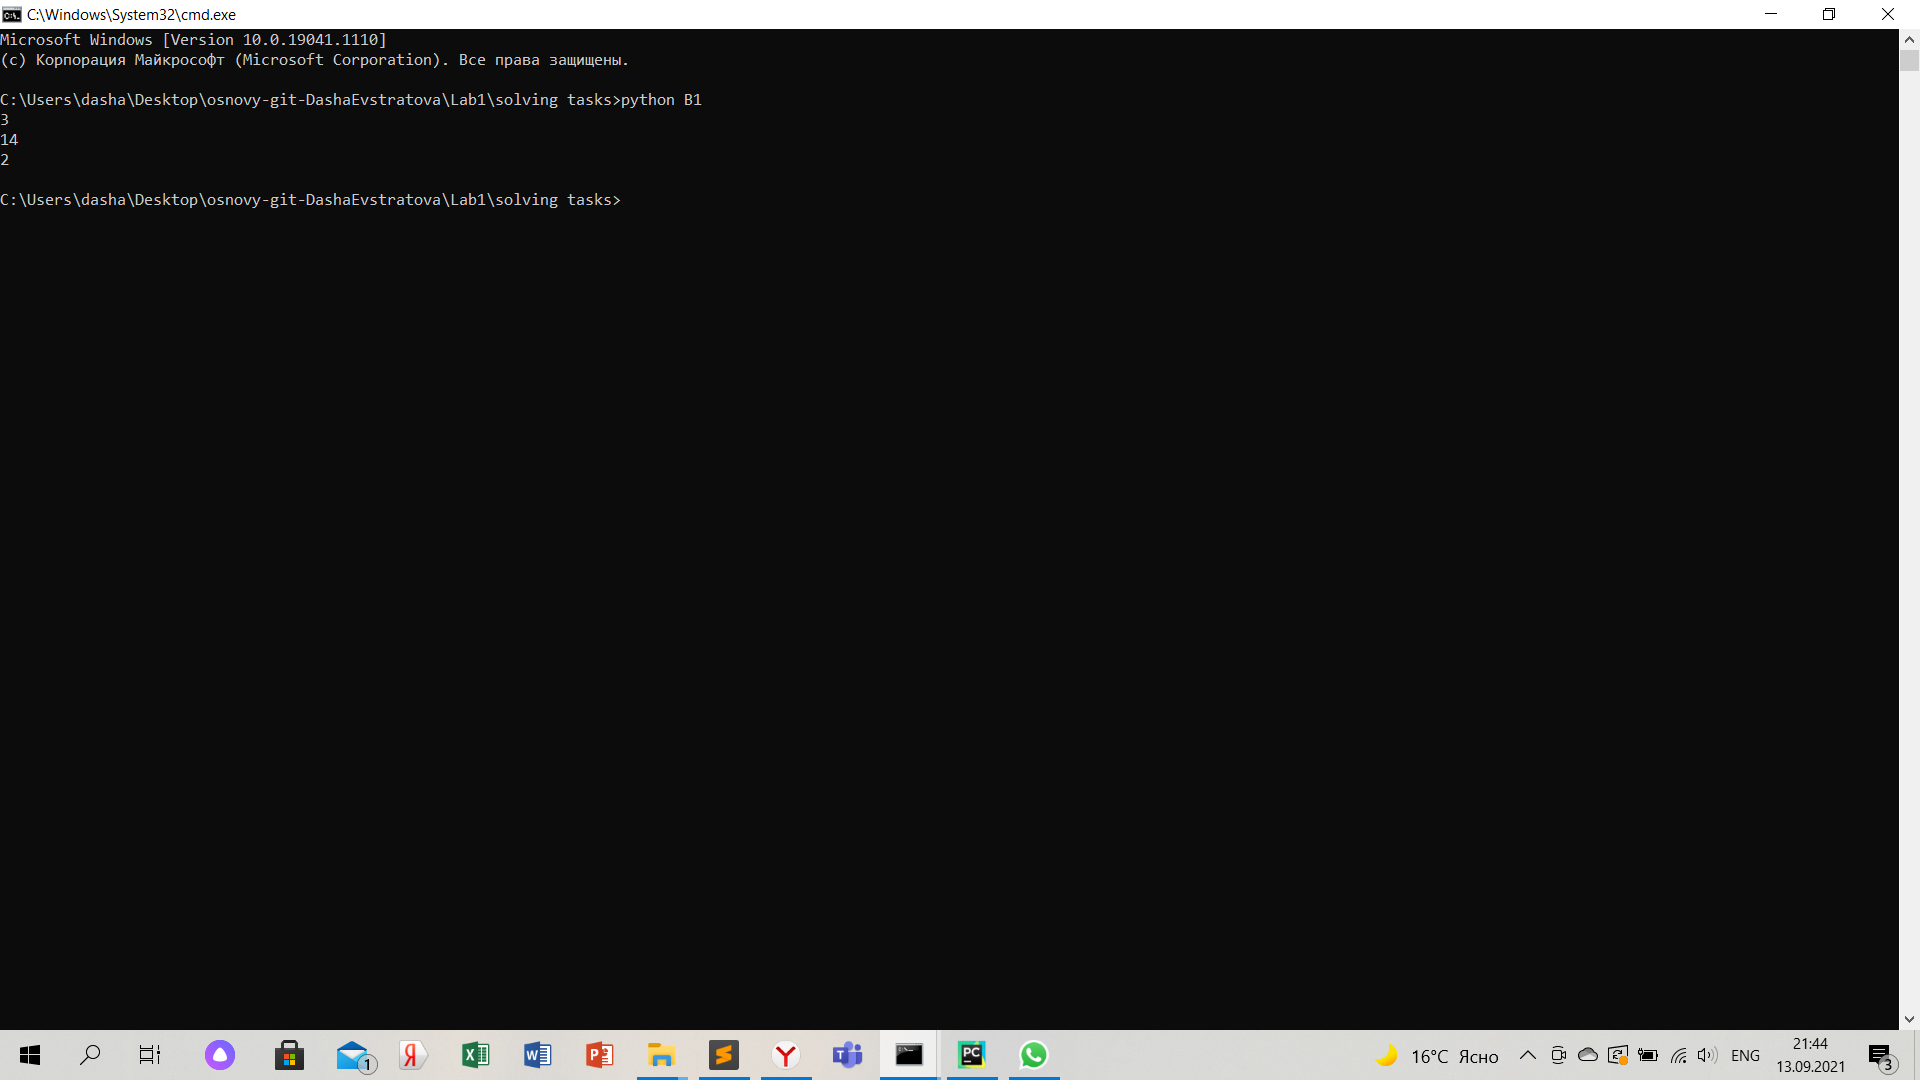 C:\Windows\System32\cmd.exe
Microsoft Windows [Version 10.0.19041.1110]
(c) Корпорация Майкрософт (Microsoft Corporation). Все права защищены.
C:\Users\dasha\Desktop\osnovy-git-DashaEvstratova\Lab1\solving tasks>python B1
3
14
2
C:\Users\dasha\Desktop\osnovy-git-DashaEvstratova\Lab1\solving tasks>
16°C Ясно
ENG
21:44
13.09.2021
3
1